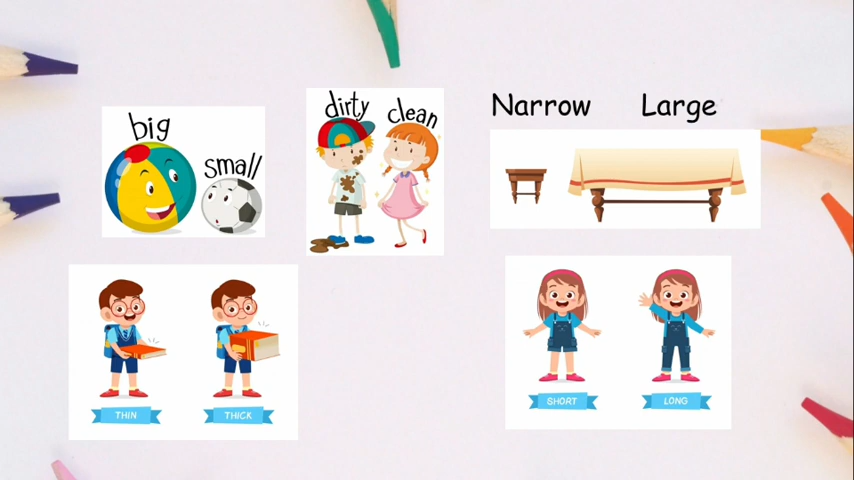 big
small
dirty
clean
Narrow Large
THIN
THICK
SHORT
LONG